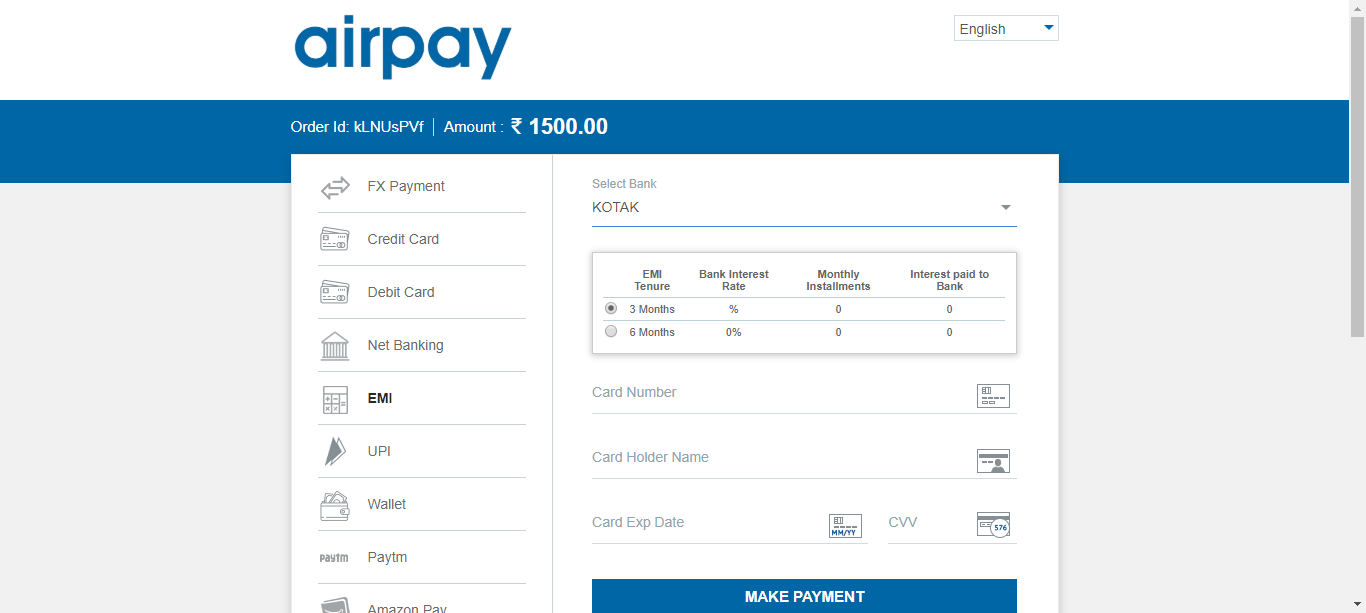 airpay
English
Order Id: kLNUsPVf | Amount : ₹ 1500.00
FX Payment
Credit Card
Debit Card
Net Banking
EMI
UPI
Wallet
Paytm
Paytm
Amazon Pay
Select Bank
KOTAK
EMI Tenure Bank Interest Rate Monthly Installments Interest paid to Bank
3 Months % 0 0
6 Months 0% 0 0
Card Number
Card Holder Name
Card Exp Date
MM/YY
CVV
576
MAKE PAYMENT